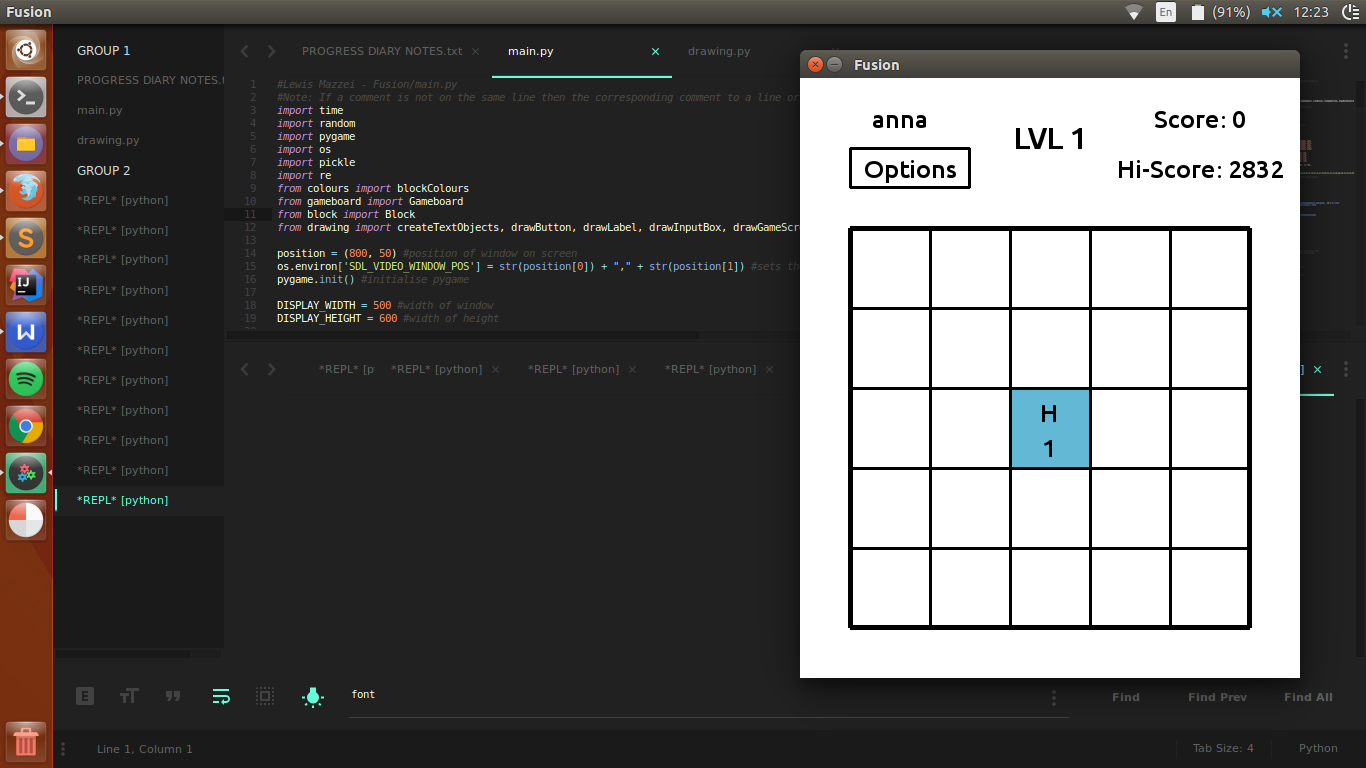 Fusion
En
(91%)
12:23
GROUP 1
PROGRESS DIARY NOTES.t
main.py
drawing.py
GROUP 2
*REPL* [python]
*REPL* [python]
*REPL* [python]
*REPL* [python]
*REPL* [python]
*REPL* [python]
*REPL* [python]
*REPL* [python]
*REPL* [python]
*REPL* [python]
*REPL* [python]
PROGRESS DIARY NOTES.txt
main.py
drawing.py
1 #Lewis Mazzei - Fusion/main.py
2 #Note: If a comment is not on the same line then the corresponding comment to a line or
3 import time
4 import random
5 import pygame
6 import os
7 import pickle
8 import re
9 from colours import blockColours
10 from gameboard import Gameboard
11 from block import Block
12 from drawing import createTextObjects, drawButton, drawLabel, drawInputBox, drawGameScr
13
14 position = (800, 50) #position of window on screen
15 os.environ['SDL_VIDEO_WINDOW_POS'] = str(position[0]) + "," + str(position[1]) #sets th
16 pygame.init() #initialise pygame
17
18 DISPLAY_WIDTH = 500 #width of window
19 DISPLAY_HEIGHT = 600 #width of height
*REPL* [p
*REPL* [python]
*REPL* [python]
*REPL* [python]
]
Fusion
anna
LVL 1
Score: 0
Options
Hi-Score: 2832
H
1
font
Find
Find Prev
Find All
Line 1, Column 1
Tab Size: 4
Python